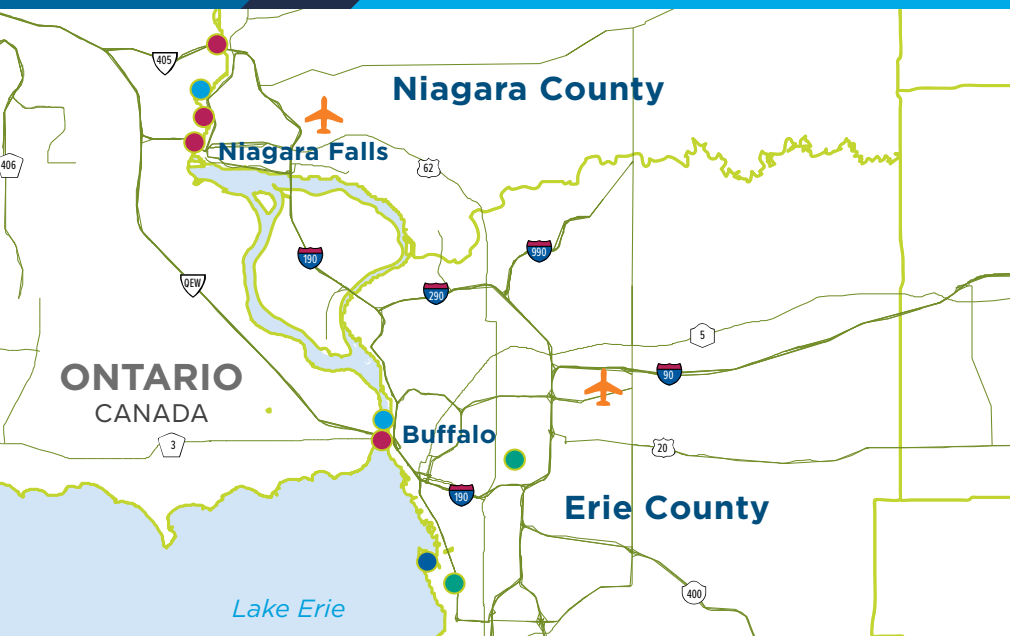 405
Niagara County
Niagara Falls
406
62
990
190
QEW
290
5
90
ONTARIO
CANADA
Buffalo
3
20
190
Erie County
400
Lake Erie